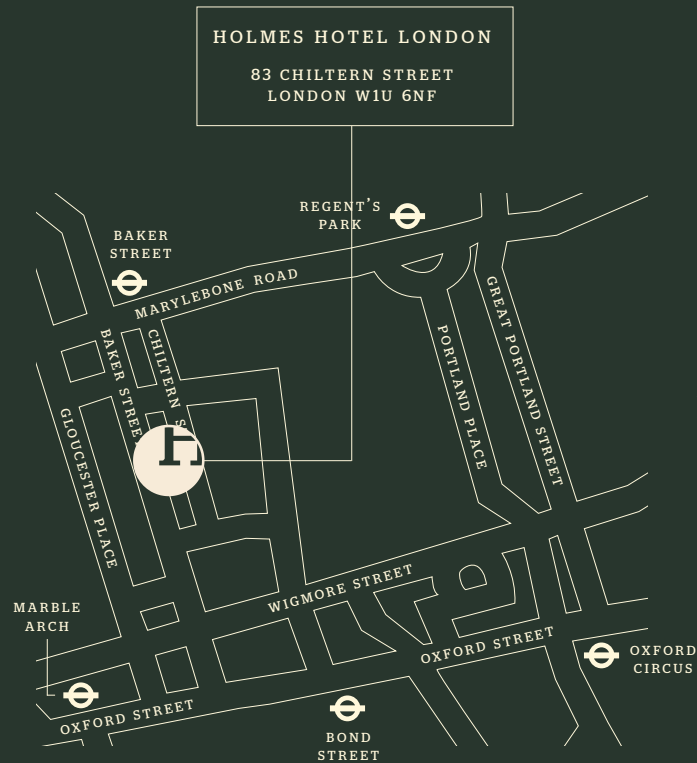 HOLMES HOTEL LONDON
83 CHILTERN STREET
LONDON W1U 6NF
REGENT'S
PARK
BAKER
STREET
MARYLEBONE ROAD
BAKER STREE
CHILTERN S
GREAT PORTLAND STREET
PORTLAND PLACE
GLOUCESTER PLACE
H
WIGMORE STREET
MARBLE
ARCH
OXFORD STREET
OXFORD
CIRCUS
OXFORD STREET
BOND
STREET